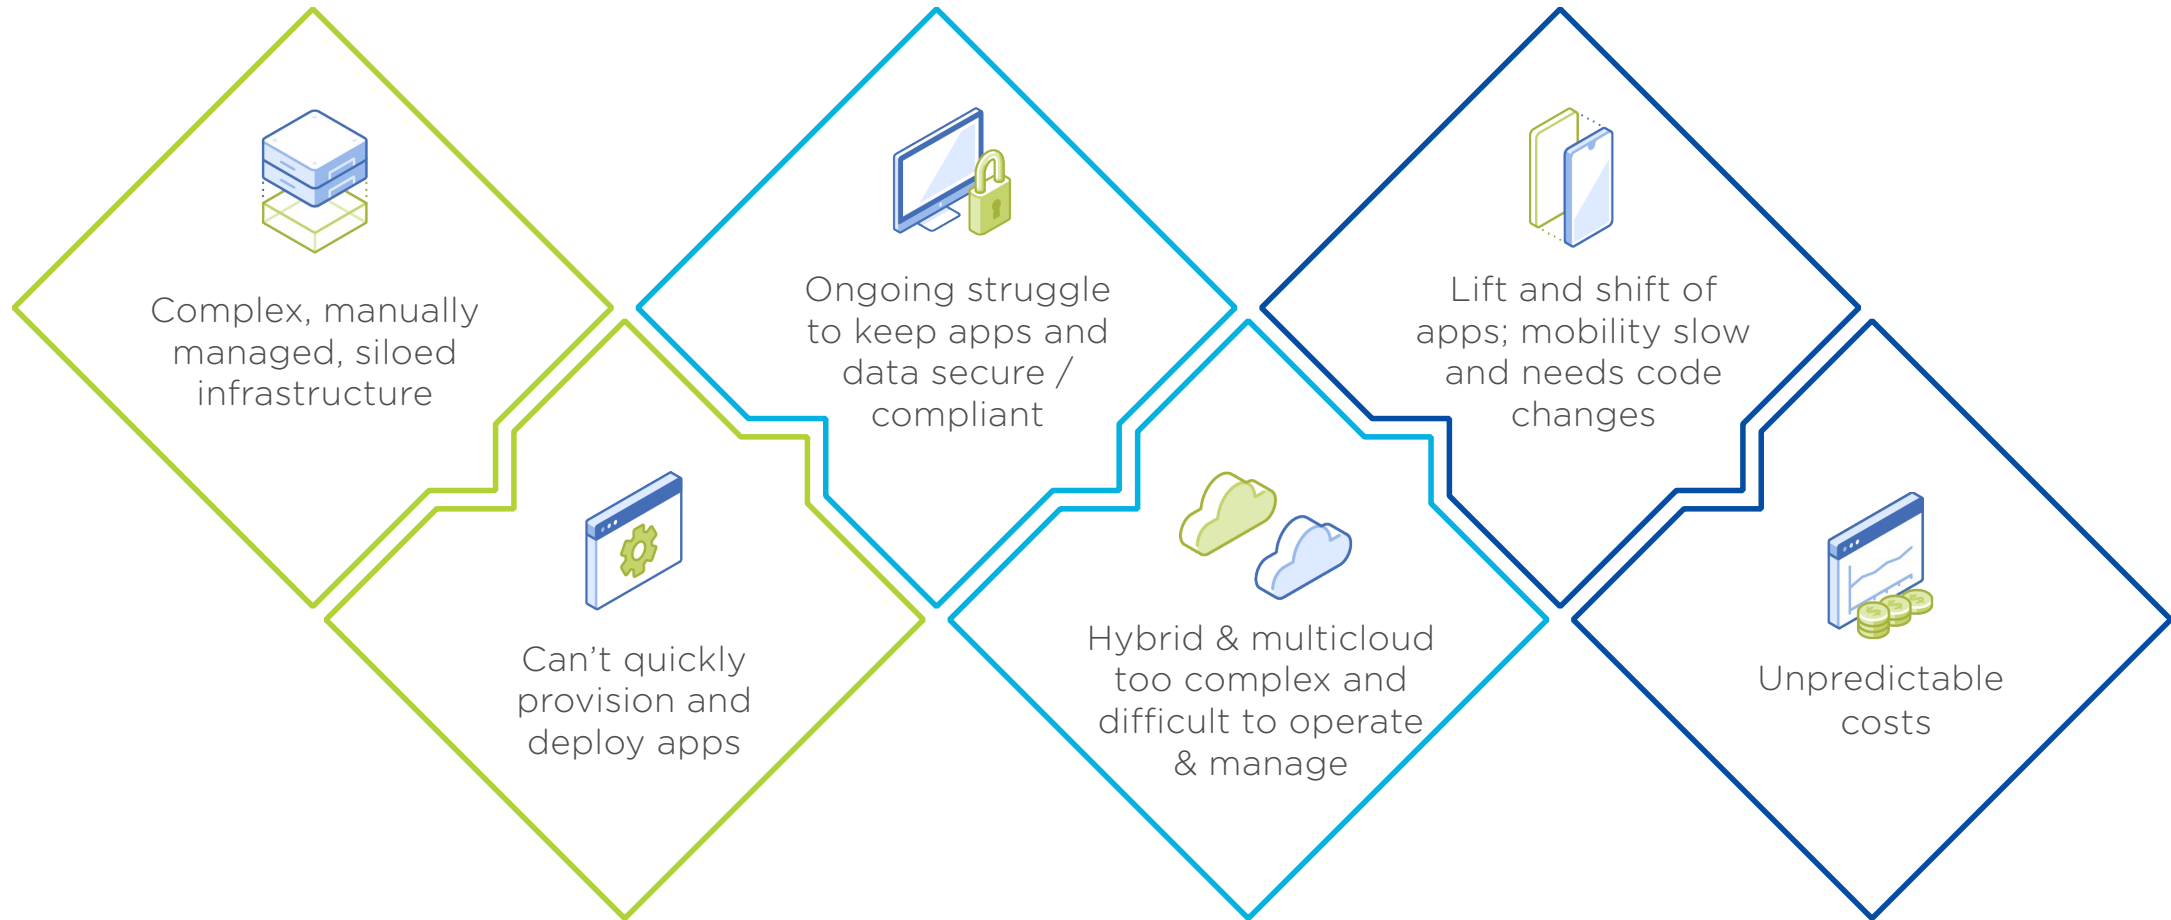 Complex, manually
managed, siloed
infrastructure
Can't quickly
provision and
deploy apps
Ongoing struggle
to keep apps and
data secure /
compliant
Hybrid & multicloud
too complex and
difficult to operate
& manage
Lift and shift of
apps; mobility slow
and needs code
changes
Unpredictable
costs